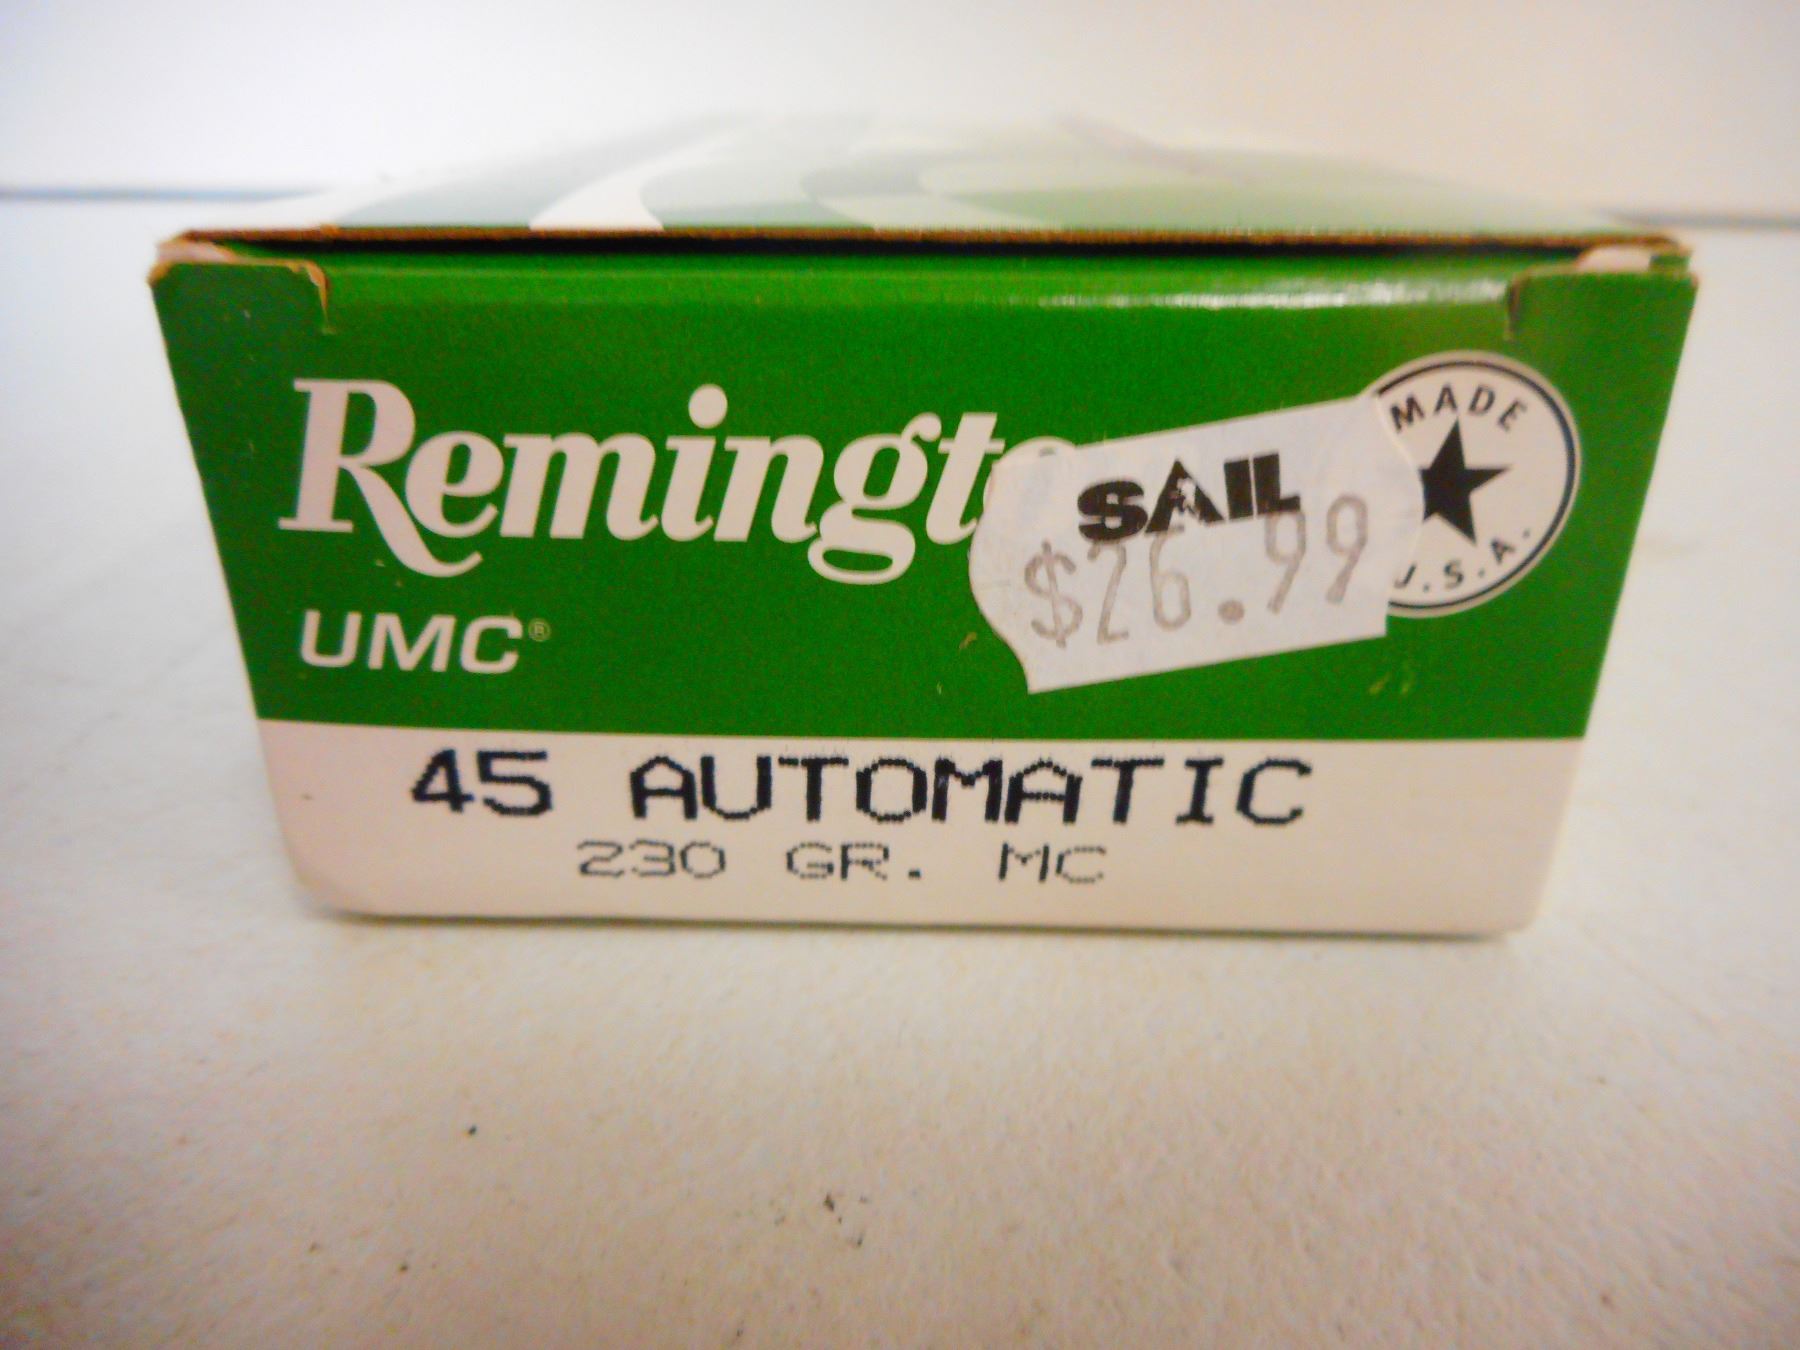 Remingt
SAIL
$26.99
MADE
U.S.A.
UMC®
45 AUTOMATIC
230 GR. MC